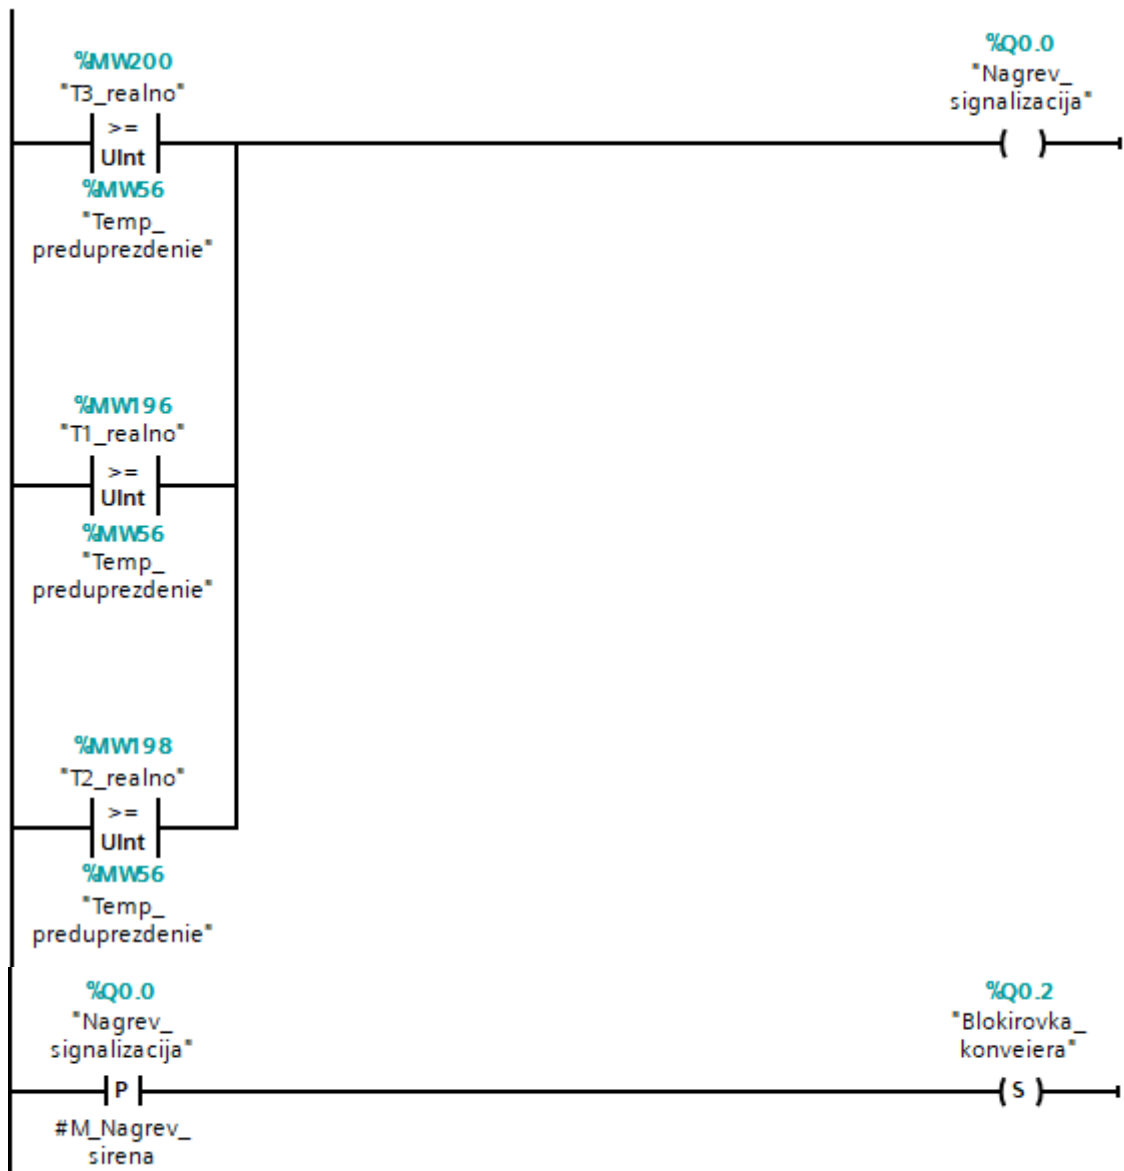 %MW200
"T3_realno"
>=
UInt
%MW56
"Temp_
preduprezdenie"
%Q0.0
"Nagrev_
signalizacija"
%MW196
"T1_realno"
>=
UInt
%MW56
"Temp_
preduprezdenie"
%MW198
"T2_realno"
>=
UInt
%MW56
"Temp_
preduprezdenie"
%Q0.0
"Nagrev_
signalizacija"
P
#M_Nagrev_
sirena
%Q0.2
"Blokirovka_
konveiera"
S